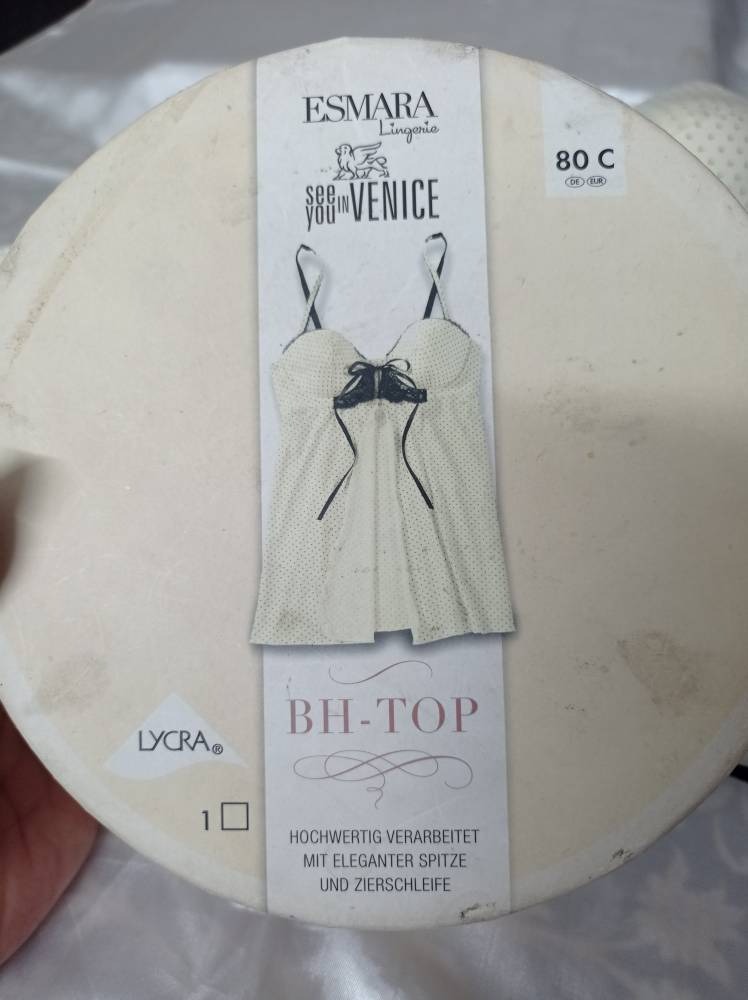 ESMARA
Lingerie
see you IN VENICE
80 C
DE EUR
BH-TOP
LYCRA®
1
HOCHWERTIG VERARBEITET
MIT ELEGANTER SPITZE
UND ZIERSCHLEIFE